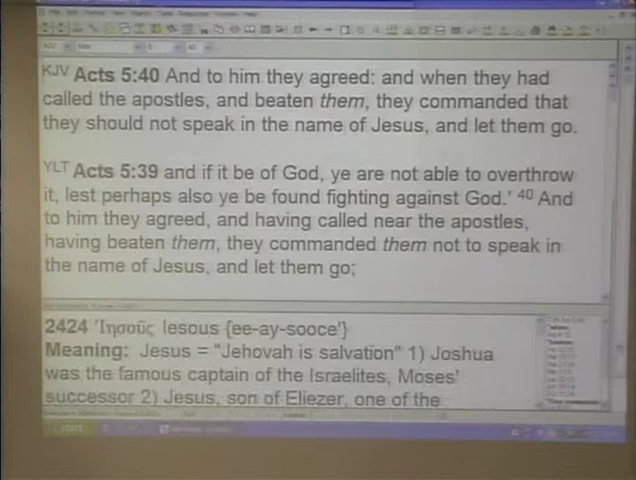 KJV Acts 5:40 And to him they agreed: and when they had
called the apostles, and beaten them, they commanded that
they should not speak in the name of Jesus, and let them go.
YLT Acts 5:39 and if it be of God, ye are not able to overthrow
it, lest perhaps also ye be found fighting against God.' 40 And
to him they agreed, and having called near the apostles,
having beaten them, they commanded them not to speak in
the name of Jesus, and let them go;
2424 Ἰησοῦς Iesous {ee-ay-sooce'}
Meaning: Jesus = "Jehovah is salvation" 1) Joshua
was the famous captain of the Israelites, Moses'
successor 2) Jesus, son of Eliezer, one of the